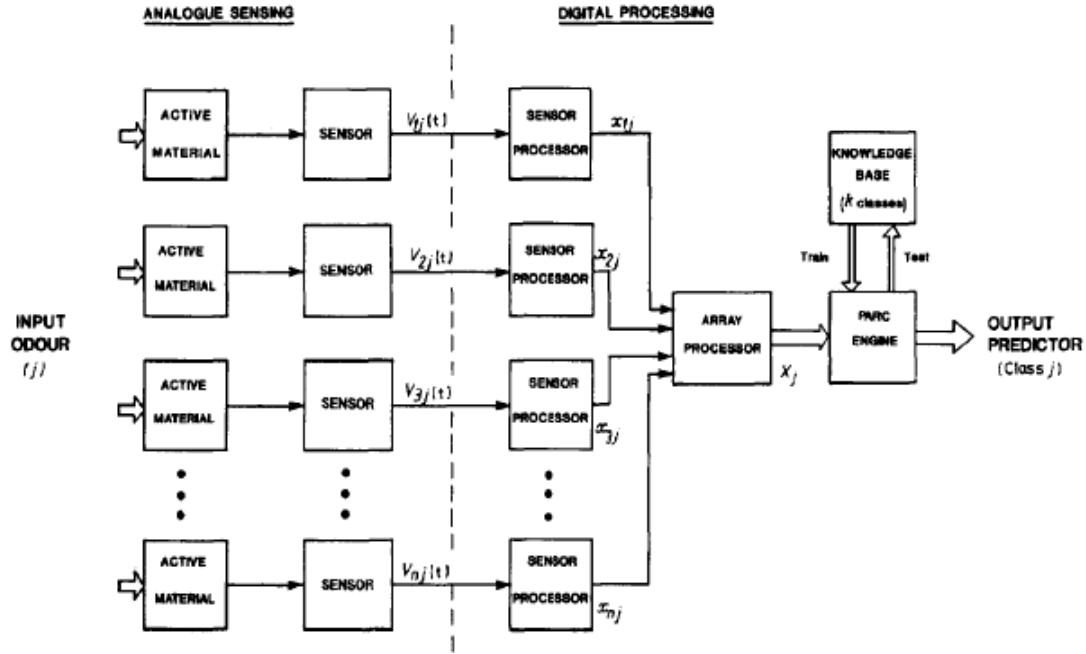 ANALOGUE SENSING
DIGITAL PROCESSING
ACTIVE
MATERIAL
SENSOR
V1j(t)
SENSOR
PROCESSOR
x1j
ACTIVE
MATERIAL
SENSOR
V2j(t)
SENSOR
PROCESSOR
x2j
KNOWLEDGE
BASE
(k classes)
Train
Test
INPUT
ODOUR
(j)
ACTIVE
MATERIAL
SENSOR
V3j(t)
SENSOR
PROCESSOR
x3j
ARRAY
PROCESSOR
Xj
PARC
ENGINE
OUTPUT
PREDICTOR
(Class j)
ACTIVE
MATERIAL
SENSOR
Vnj(t)
SENSOR
PROCESSOR
xnj